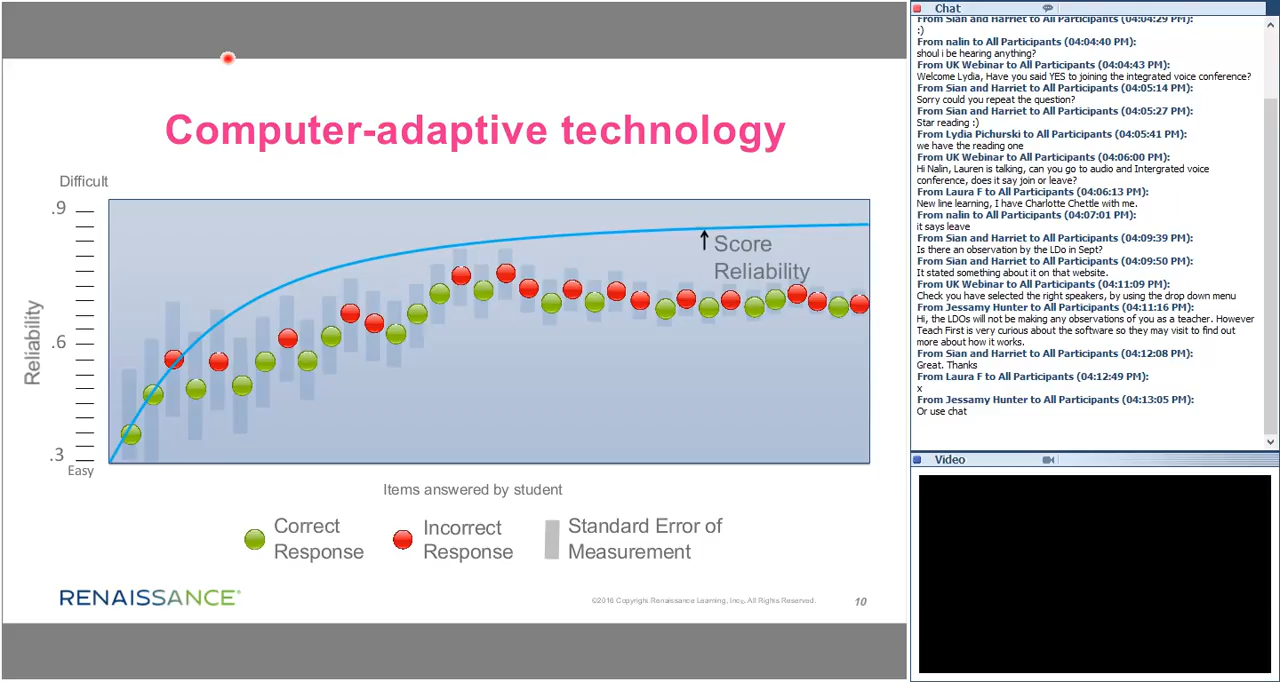 Computer-adaptive technology
Difficult
.9
.6
.3
Easy
Reliability
Score
Reliability
Items answered by student
Correct
Response
Incorrect
Response
Standard Error of
Measurement
RENAISSANCE®
©2016 Copyright Renaissance Learning, Inc. All Rights Reserved.
10
Chat
From Sian and Harriet to All Participants (04:04:29 PM):
:)
From nalin to All Participants (04:04:40 PM):
shoul i be hearing anything?
From UK Webinar to All Participants (04:04:43 PM):
Welcome Lydia, Have you said YES to joining the integrated voice conference?
From Sian and Harriet to All Participants (04:05:14 PM):
Sorry could you repeat the question?
From Sian and Harriet to All Participants (04:05:27 PM):
Star reading :)
From Lydia Pichurski to All Participants (04:05:41 PM):
we have the reading one
From UK Webinar to All Participants (04:06:00 PM):
Hi Nalin, Lauren is talking, can you go to audio and Intergrated voice
conference, does it say join or leave?
From Laura F to All Participants (04:06:13 PM):
New line learning, I have Charlotte Chettle with me.
From nalin to All Participants (04:07:01 PM):
it says leave
From Sian and Harriet to All Participants (04:09:39 PM):
Is there an observation by the LDo in Sept?
From Sian and Harriet to All Participants (04:09:50 PM):
It stated something about it on that website.
From UK Webinar to All Participants (04:11:09 PM):
Check you have selected the right speakers, by using the drop down menu
From Jessamy Hunter to All Participants (04:11:16 PM):
Hi, the LDOs will not be making any observations of you as a teacher. However
Teach First is very curious about the software so they may visit to find out
more about how it works.
From Sian and Harriet to All Participants (04:12:08 PM):
Great. Thanks
From Laura F to All Participants (04:12:49 PM):
x
From Jessamy Hunter to All Participants (04:13:05 PM):
Or use chat
Video